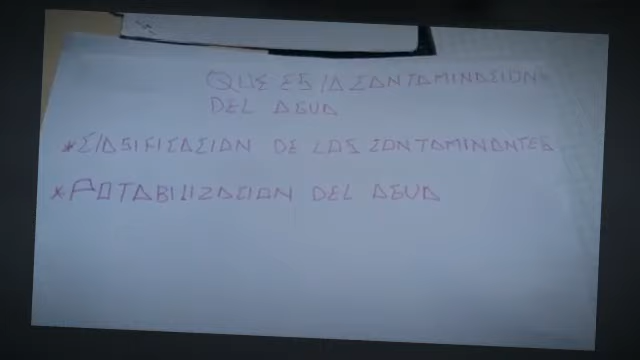 QUE ES LA CONTAMINACION
DEL AGUA
* CLASIFICACION DE LOS CONTAMINANTES
* POTABILIZACION DEL AGUA